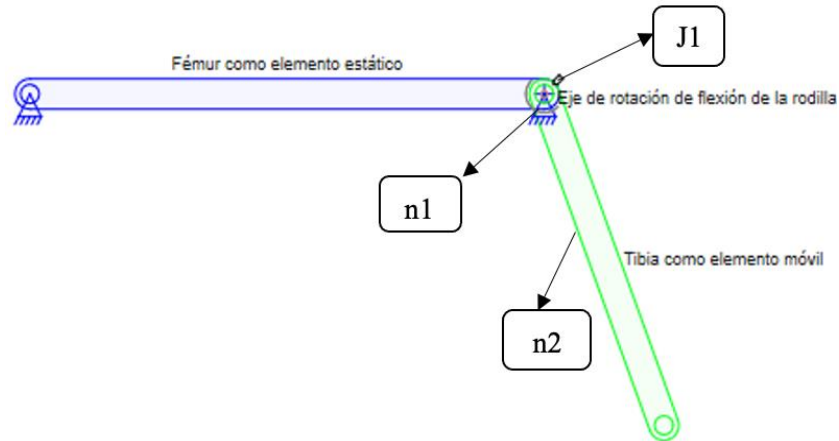 J1
Fémur como elemento estático
Eje de rotación de flexión de la rodilla
n1
Tibia como elemento móvil
n2